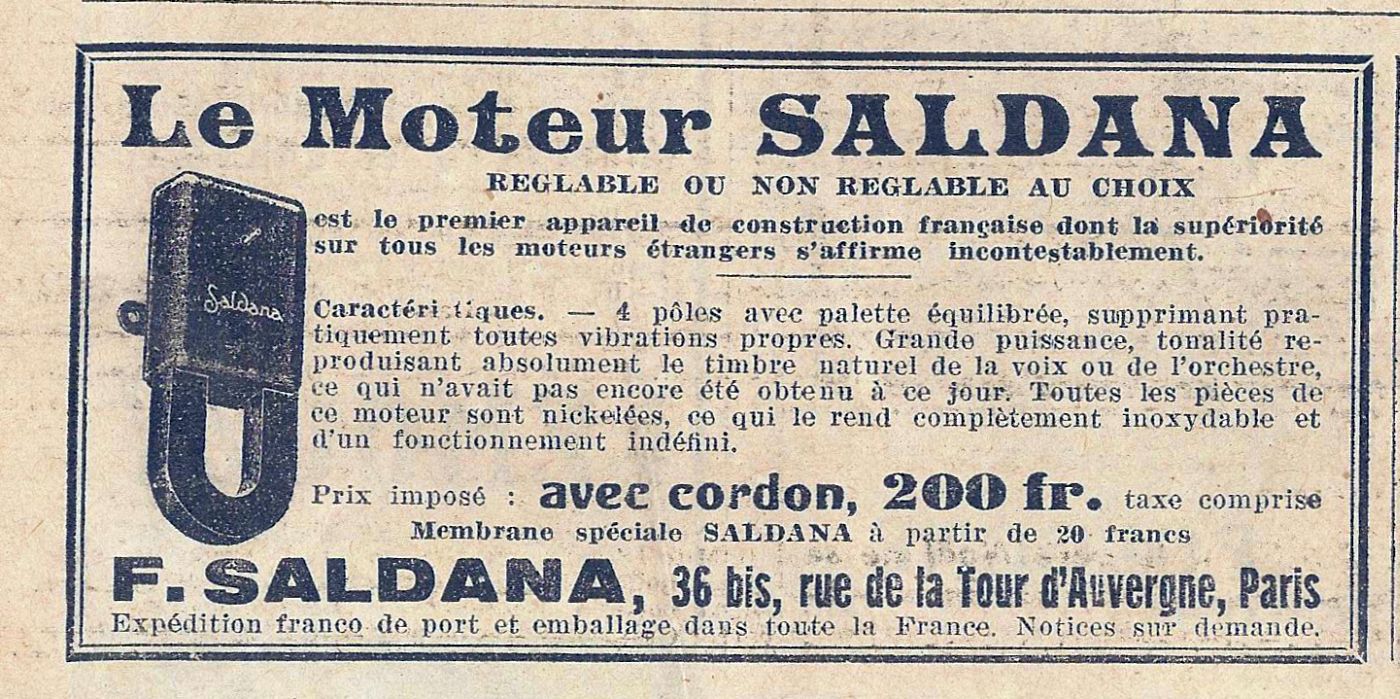 Le Moteur SALDANA
REGLABLE OU NON REGLABLE AU CHOIX
est le premier appareil de construction française dont la supériorité
sur tous les moteurs étrangers s'affirme incontestablement.
Saldana
Caractéristiques. — 4 pôles avec palette équilibrée, supprimant pra-
tiquement toutes vibrations propres. Grande puissance, tonalité re-
produisant absolument le timbre naturel de la voix ou de l'orchestre,
ce qui n'avait pas encore été obtenu à ce jour. Toutes les pièces de
ce moteur sont nickelées, ce qui le rend complètement inoxydable et
d'un fonctionnement indéfini.
Prix imposé : avec cordon, 200 fr. taxe comprise
Membrane spéciale SALDANA à partir de 20 francs
F. SALDANA, 36 bis, rue de la Tour d'Auvergne, Paris
Expédition franco de port et emballage dans toute la France. Notices sur demande.